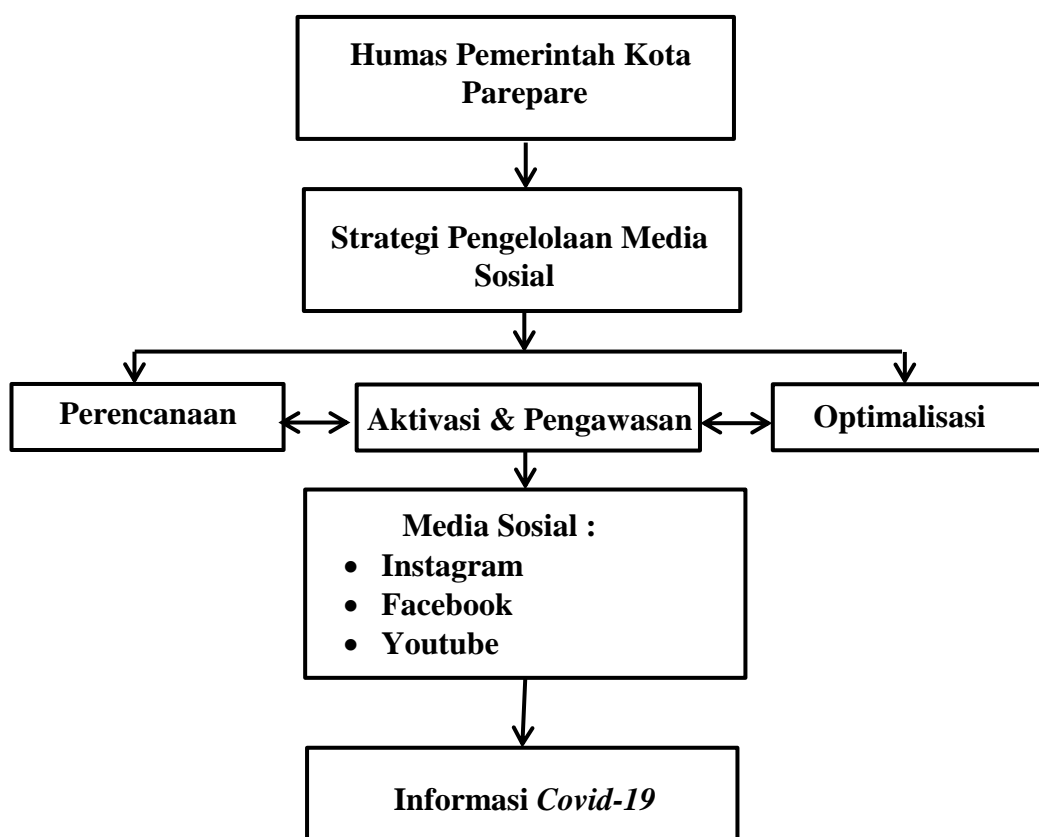 Humas Pemerintah Kota
Parepare
Strategi Pengelolaan Media
Sosial
Perencanaan
Aktivasi & Pengawasan
Optimalisasi
Media Sosial :
• Instagram
• Facebook
• Youtube
Informasi Covid-19